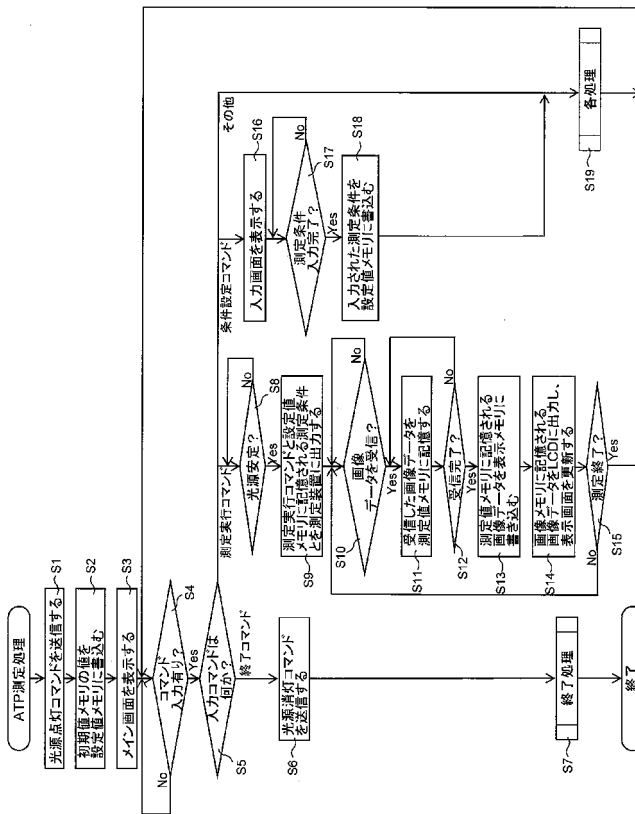 ATP測定処理
光源点灯コマンドを送信する
S1
初期値メモリの値を
設定値メモリに書込む
S2
メイン画面を表示する
S3
コマンド
入力有り?
S4
No
Yes
入力コマンドは
何か?
S5
終了コマンド
光源消灯コマンド
を送信する
S6
終了処理
S7
終了
測定実行コマンド
光源安定?
S8
No
Yes
測定実行コマンドと設定値
メモリに記憶される測定条件
とを測定装置に出力する
S9
画像
データを受信?
S10
No
Yes
受信した画像データを
測定値メモリに記憶する
S11
受信完了?
S12
No
Yes
測定値メモリに記憶される
画像データを表示メモリに
書き込む
S13
画像メモリに記憶される
画像データをLCDに出力し、
表示画面を更新する
S14
測定終了?
S15
No
Yes
条件設定コマンド
入力画面を表示する
S16
測定条件
入力完了?
S17
No
Yes
入力された測定条件を
設定値メモリに書込む
S18
その他
各処理
S19